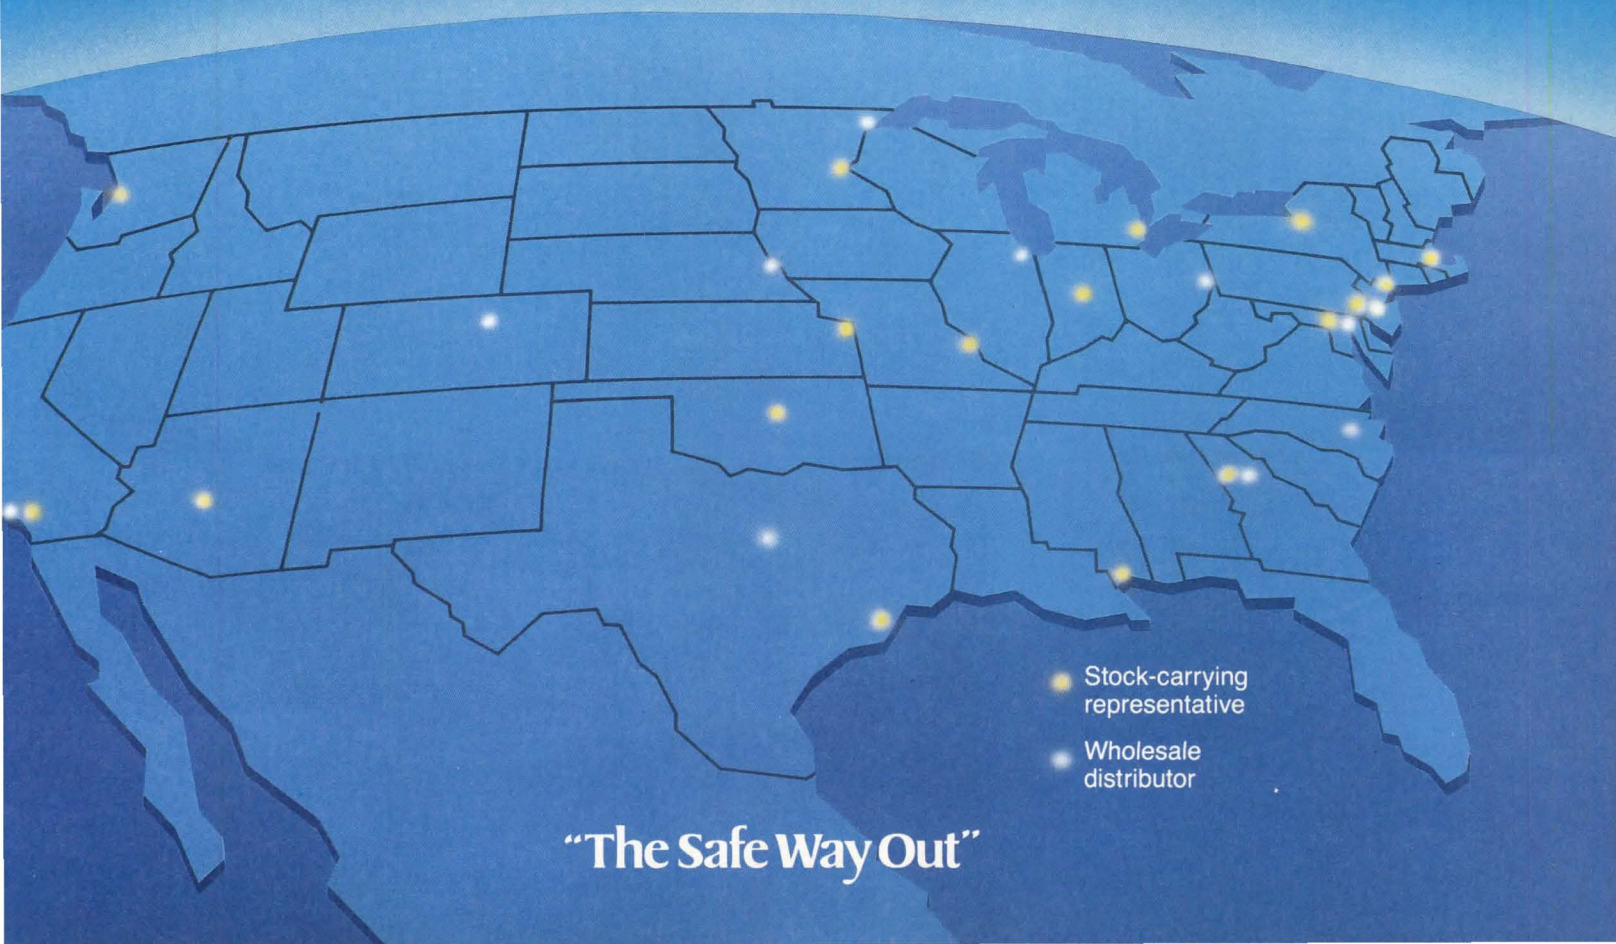 Stock-carrying
representative
Wholesale
distributor
“The Safe Way Out”